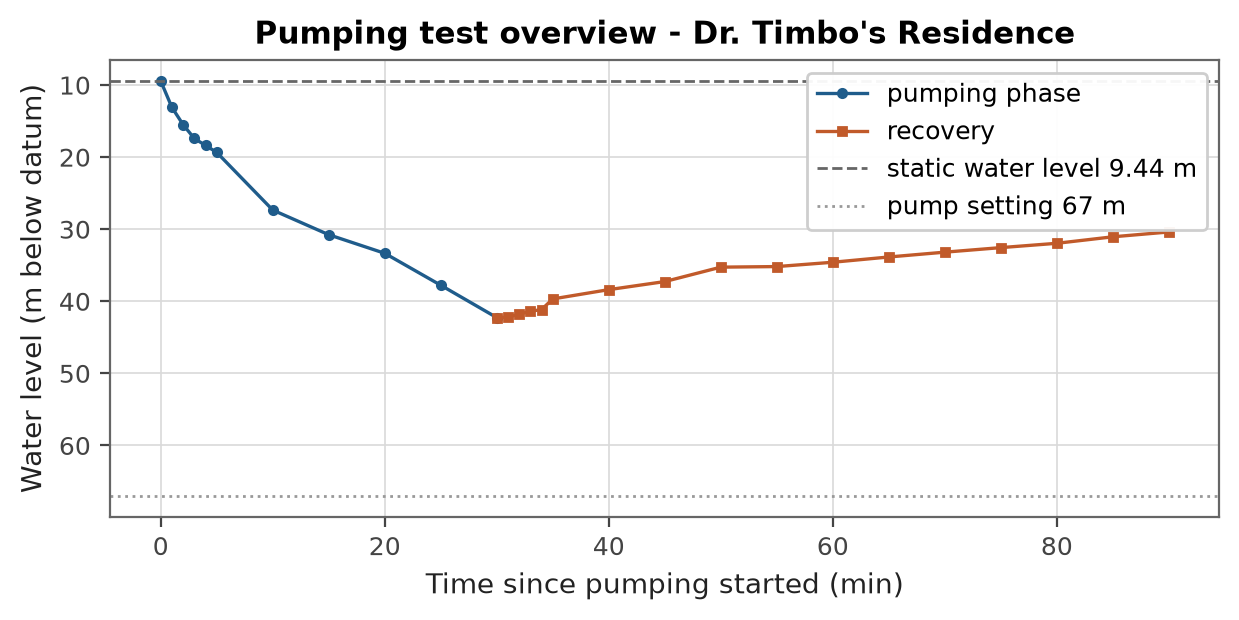 Pumping test overview - Dr. Timbo's Residence
Water level (m below datum)
10
20
30
40
50
60
pumping phase
recovery
static water level 9.44 m
pump setting 67 m
0
20
40
60
80
Time since pumping started (min)